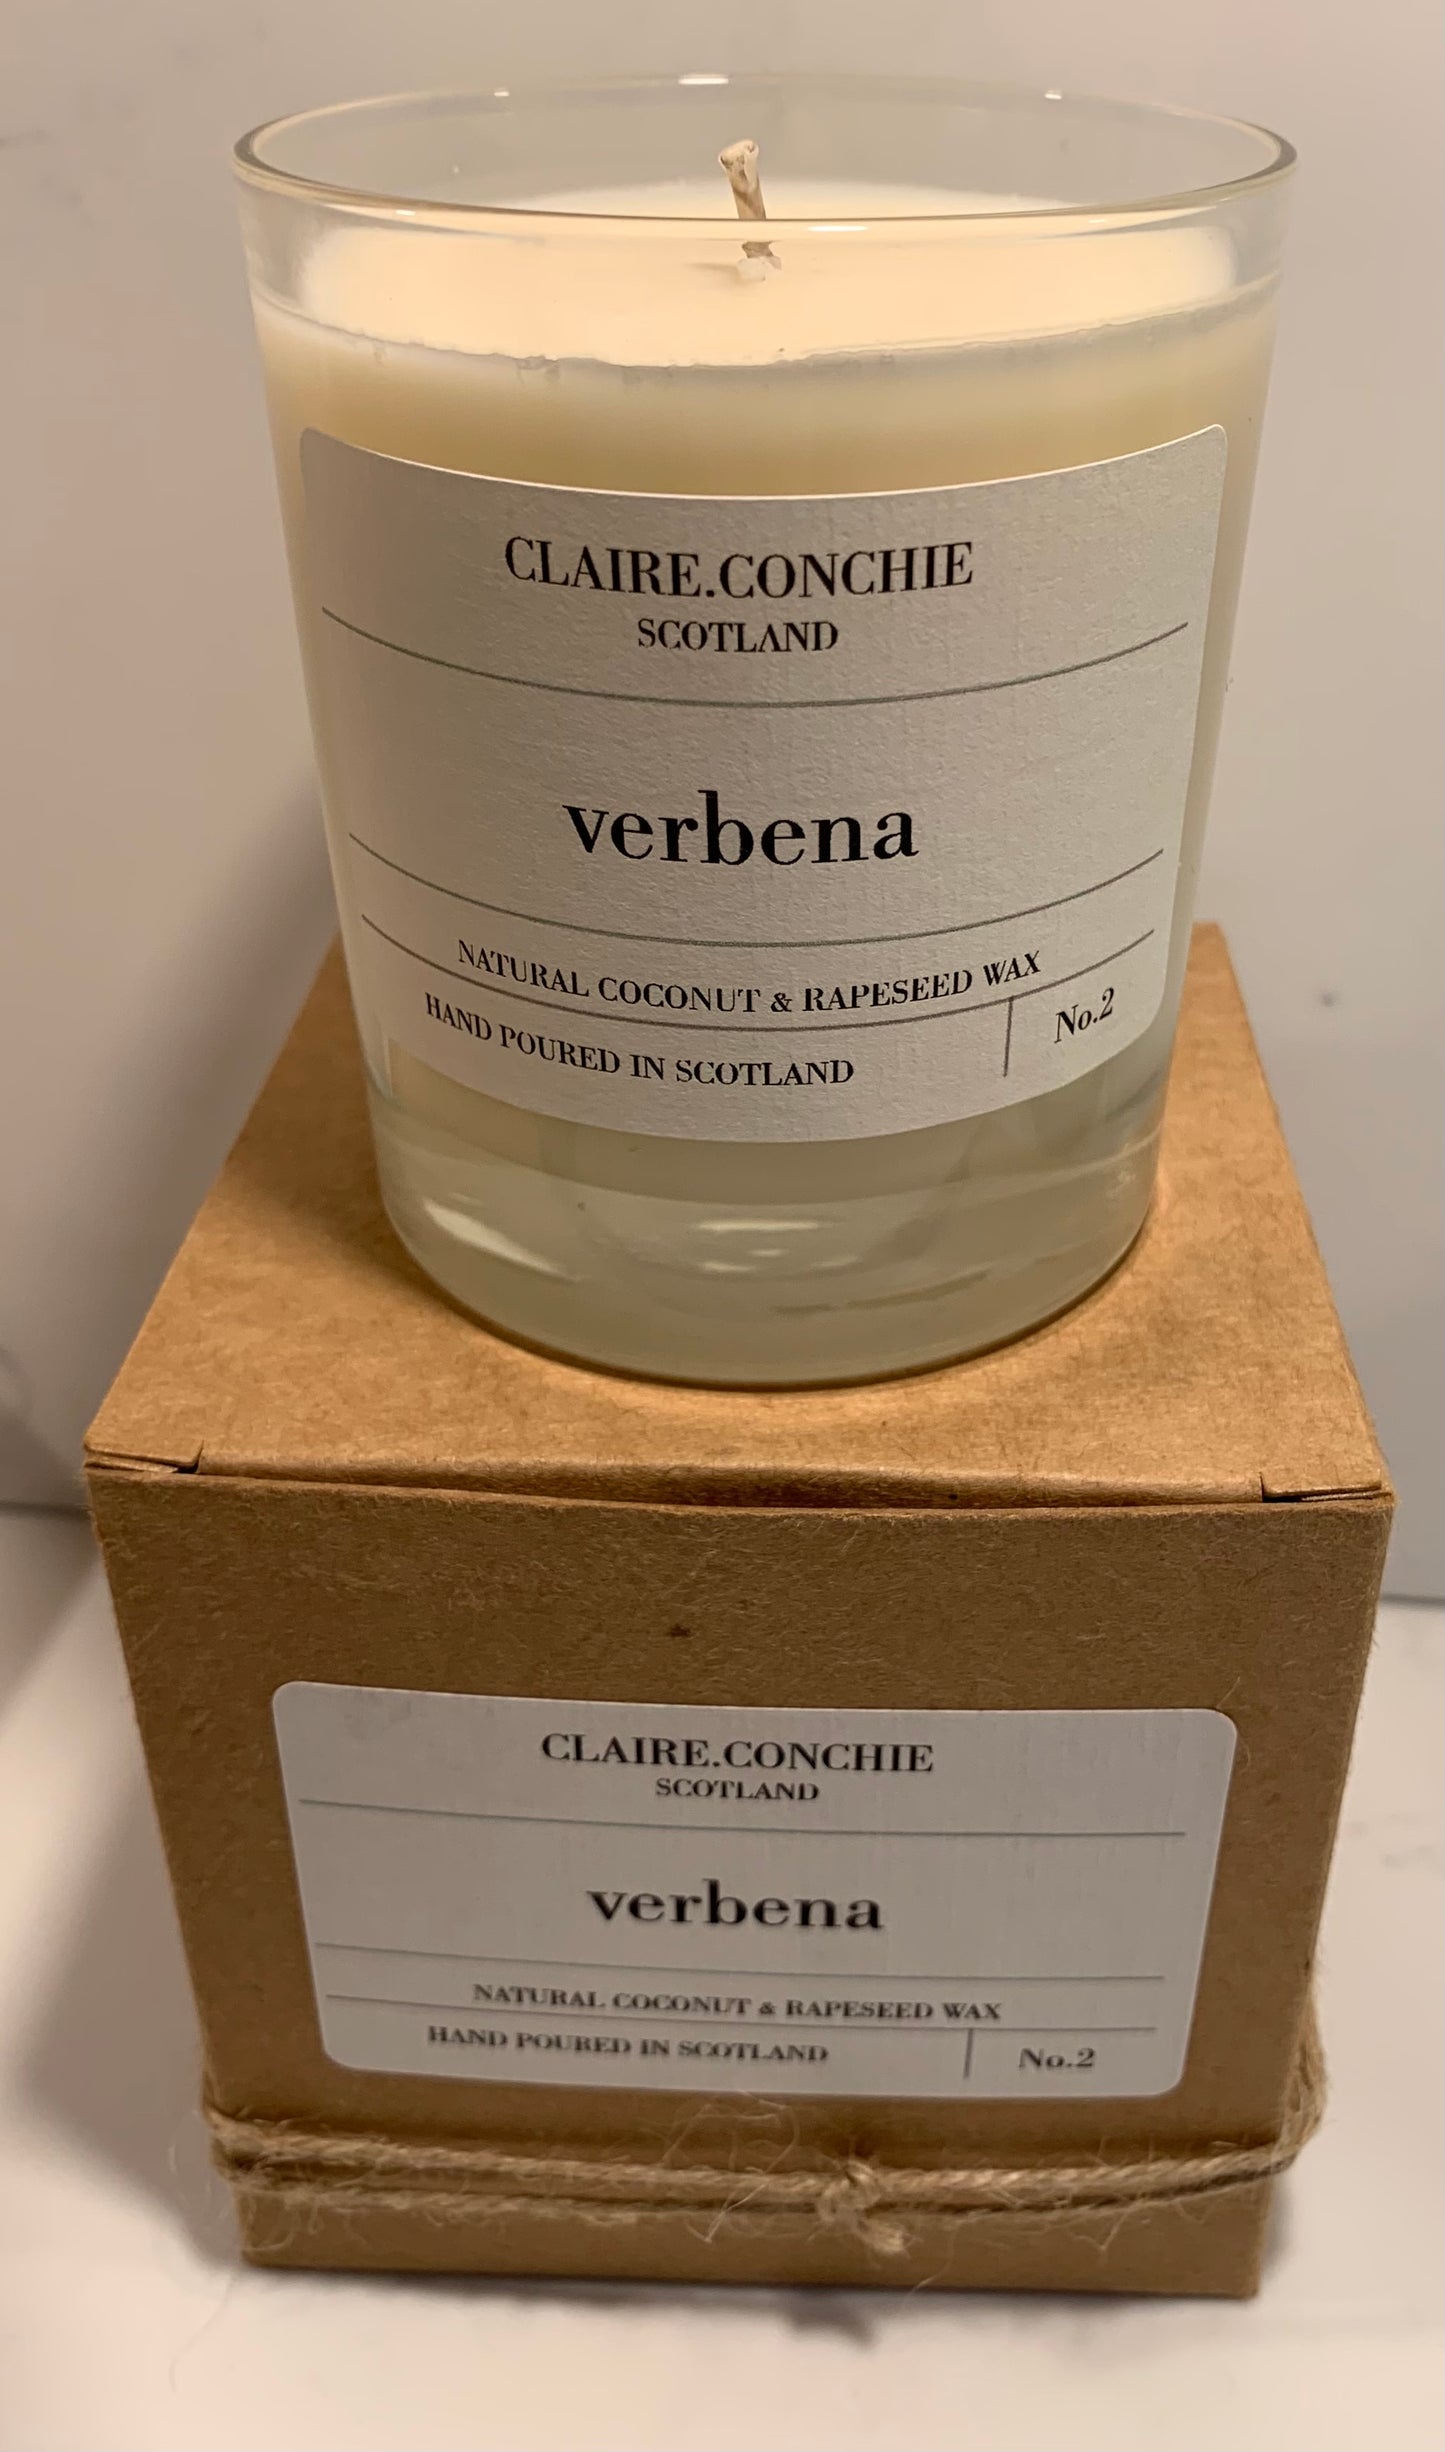 CLAIRE.CONCHIE
SCOTLAND
verbena
NATURAL COCONUT & RAPESEED WAX
HAND POURED IN SCOTLAND
No.2
CLAIRE.CONCHIE
SCOTLAND
verbena
NATURAL COCONUT & RAPESEED WAX
HAND POURED IN SCOTLAND
No.2